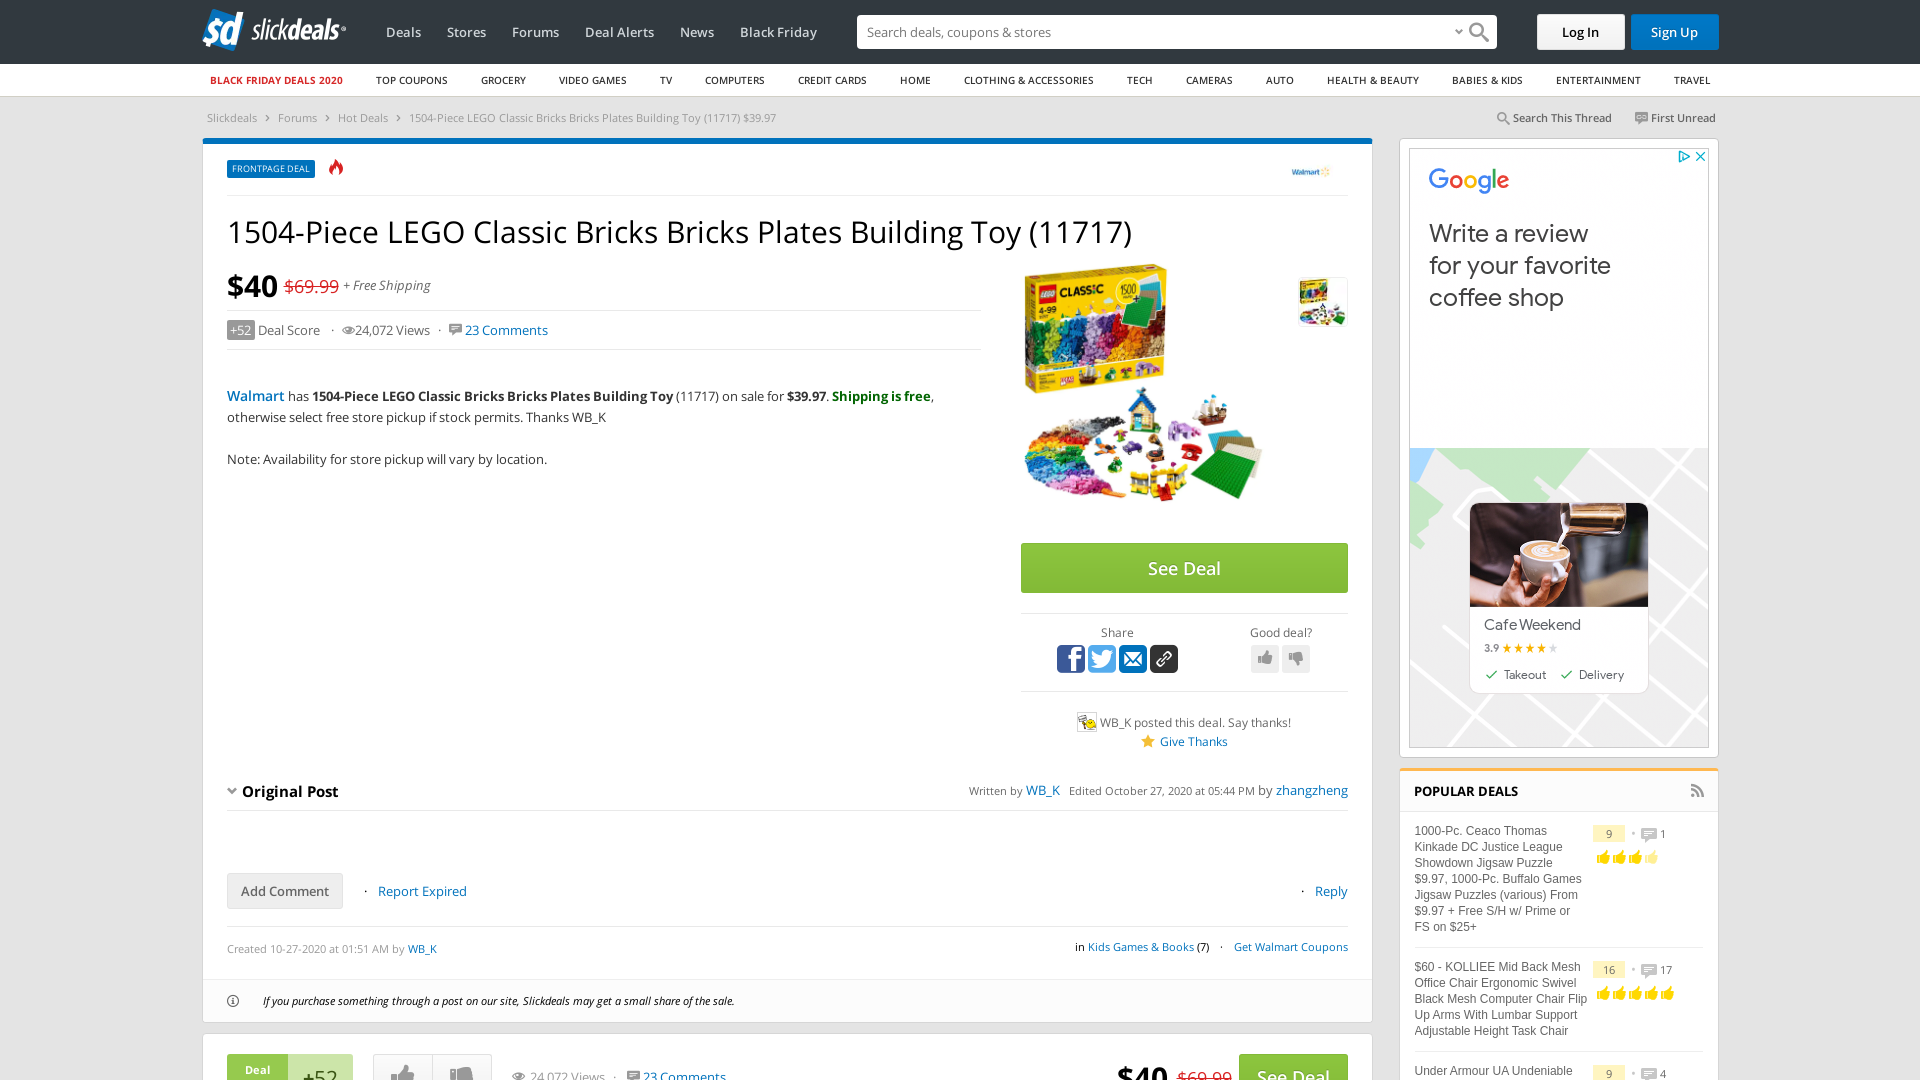 slickdeals
Deals
Stores
Forums
Deal Alerts
News
Black Friday
Search deals, coupons & stores
Log In
Sign Up
BLACK FRIDAY DEALS 2020
TOP COUPONS
GROCERY
VIDEO GAMES
TV
COMPUTERS
CREDIT CARDS
HOME
CLOTHING & ACCESSORIES
TECH
CAMERAS
AUTO
HEALTH & BEAUTY
BABIES & KIDS
ENTERTAINMENT
TRAVEL
Slickdeals > Forums > Hot Deals > 1504-Piece LEGO Classic Bricks Bricks Plates Building Toy (11717) $39.97
Search This Thread
First Unread
FRONTPAGE DEAL
Walmart
1504-Piece LEGO Classic Bricks Bricks Plates Building Toy (11717)
$40 $69.99 + Free Shipping
+52 Deal Score · 24,072 Views · 23 Comments
Walmart has 1504-Piece LEGO Classic Bricks Bricks Plates Building Toy (11717) on sale for $39.97. Shipping is free,
otherwise select free store pickup if stock permits. Thanks WB_K
Note: Availability for store pickup will vary by location.
LEGO CLASSIC
4-99
1500
See Deal
Share
Good deal?
WB_K posted this deal. Say thanks!
Give Thanks
Original Post
Written by WB_K Edited October 27, 2020 at 05:44 PM by zhangzheng
Add Comment · Report Expired
· Reply
Created 10-27-2020 at 01:51 AM by WB_K
in Kids Games & Books (7) · Get Walmart Coupons
If you purchase something through a post on our site, Slickdeals may get a small share of the sale.
Deal
+52
24,072 Views · 23 Comments
$40 $69.99
See Deal
Google
Write a review
for your favorite
coffee shop
Cafe Weekend
3.9
Takeout
Delivery
POPULAR DEALS
1000-Pc. Ceaco Thomas
Kinkade DC Justice League
Showdown Jigsaw Puzzle
$9.97, 1000-Pc. Buffalo Games
Jigsaw Puzzles (various) From
$9.97 + Free S/H w/ Prime or
FS on $25+
9 • 1
$60 - KOLLIEE Mid Back Mesh
Office Chair Ergonomic Swivel
Black Mesh Computer Chair Flip
Up Arms With Lumbar Support
Adjustable Height Task Chair
16 • 17
Under Armour UA Undeniable
9 • 4